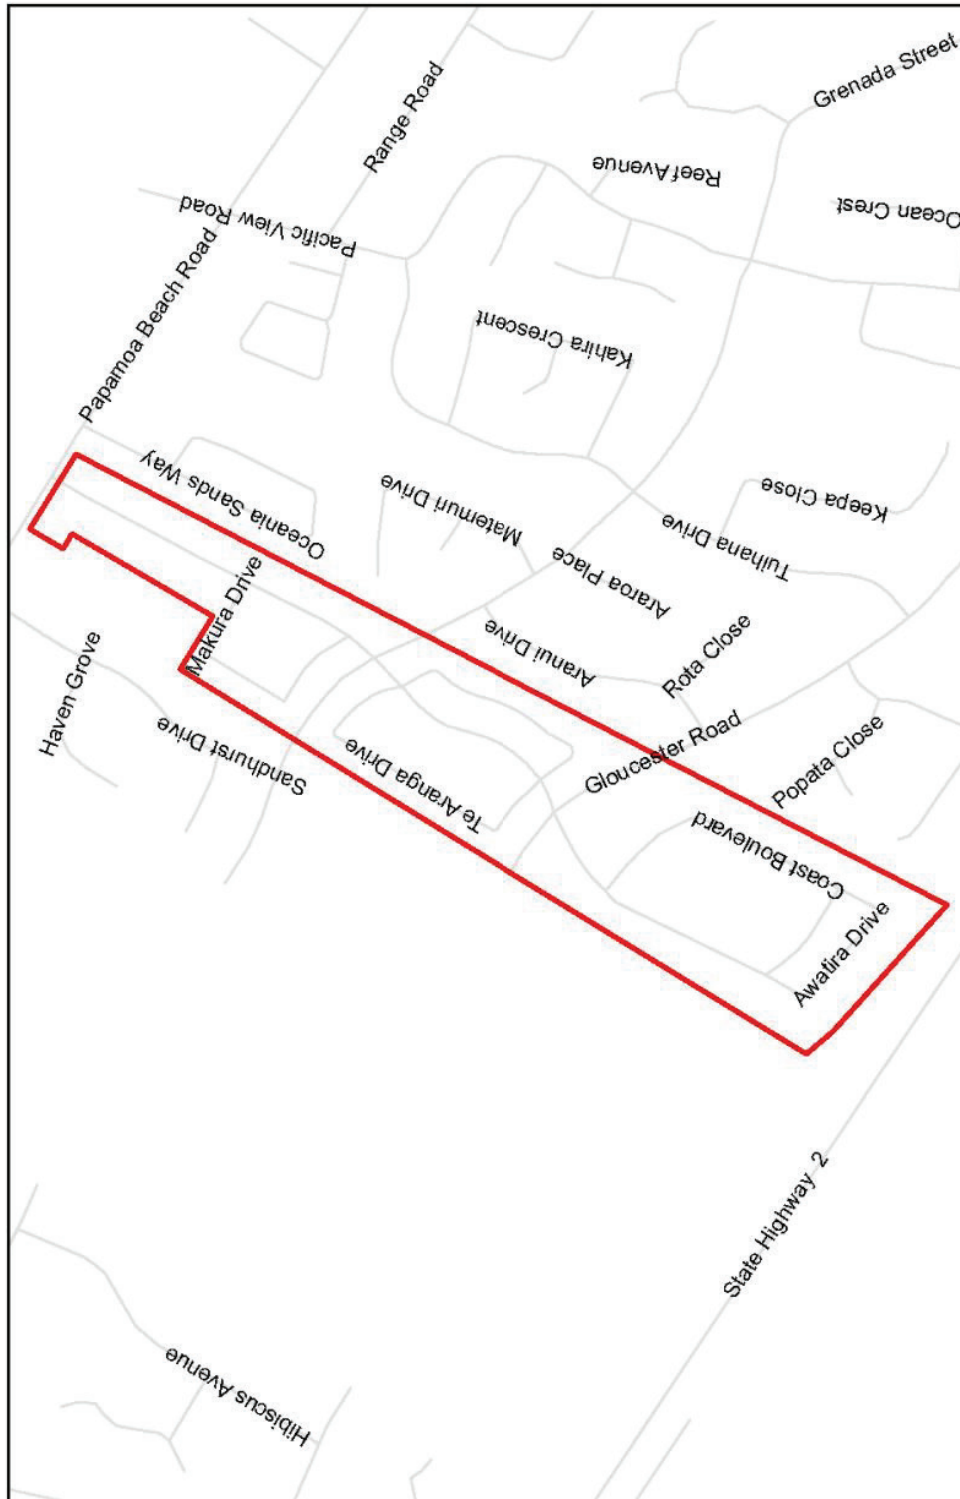 Grenada Street
Range Road
Reef Avenue
Ocean Crest
Pacific View Road
Papamoa Beach Road
Kahira Crescent
Oceania Sands Way
Matemuri Drive
Keepa Close
Tuihana Drive
Araroa Place
Makura Drive
Aranui Drive
Rota Close
Haven Grove
Sandhurst Drive
Te Aranga Drive
Gloucester Road
Popata Close
Coast Boulevard
Awatira Drive
State Highway 2
Hibiscus Avenue